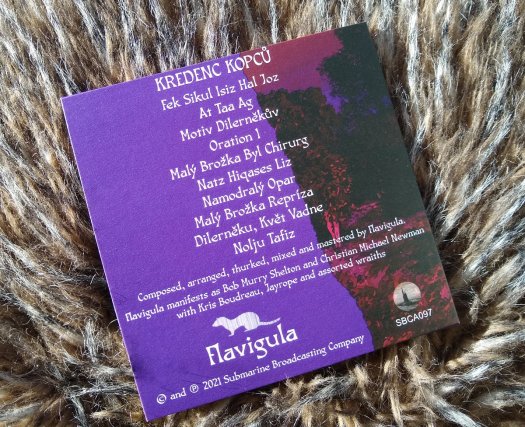 KREDENC KOPCŮ
Fek Sikul Isiz Hal Joz
At Taa Ag
Motiv Dilerněkův
Oration 1
Malý Brožka Byl Chirurg
Natz Hiqases Liz
Namodralý Opar
Malý Brožka Repríza
Dilerněku, Květ Vadne
Nolju Tafiz
Composed, arranged, thurked, mixed and mastered by Flavigula.
Flavigula manifests as Bob Murry Shelton and Christian Michael Newman
with Kris Boudreau, Jayrope and assorted wraiths
Flavigula
SBCA097
© and ℗ 2021 Submarine Broadcasting Company